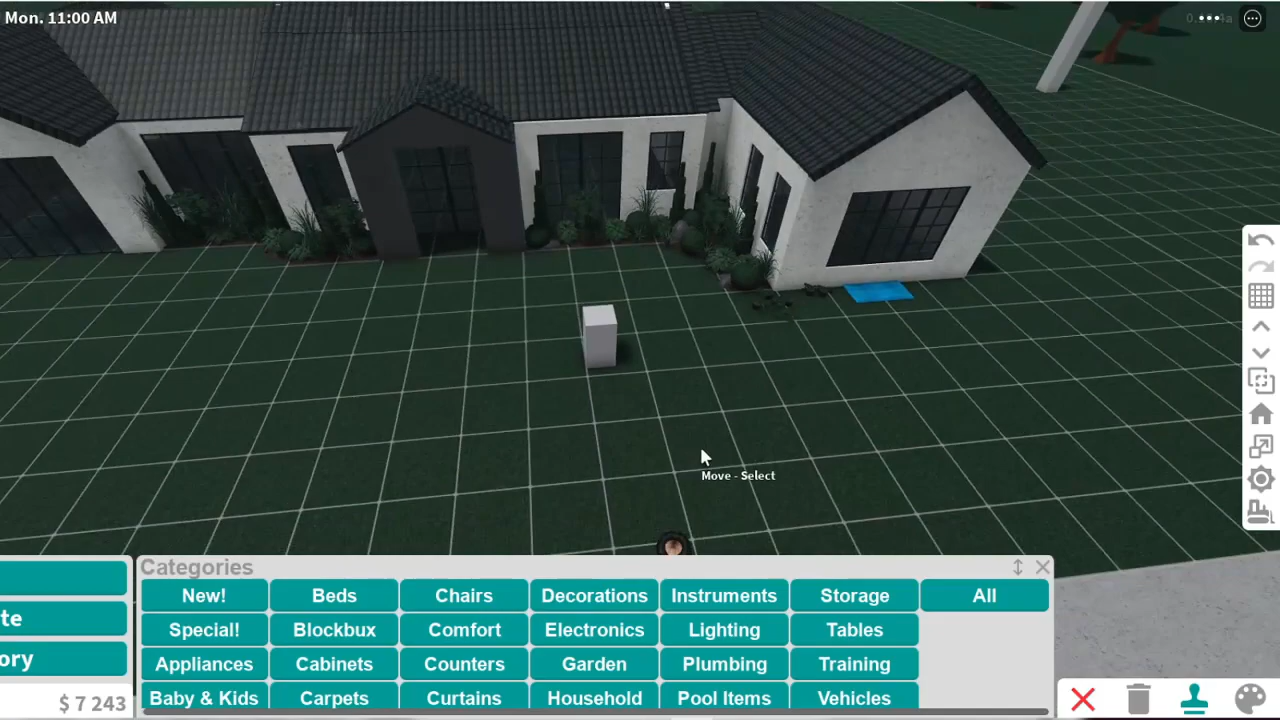 Mon. 11:00 AM
Move - Select
Categories
New! Beds Chairs Decorations Instruments Storage All
Special! Blockbux Comfort Electronics Lighting Tables
Appliances Cabinets Counters Garden Plumbing Training
Baby & Kids Carpets Curtains Household Pool Items Vehicles
te
ory
$ 7 243